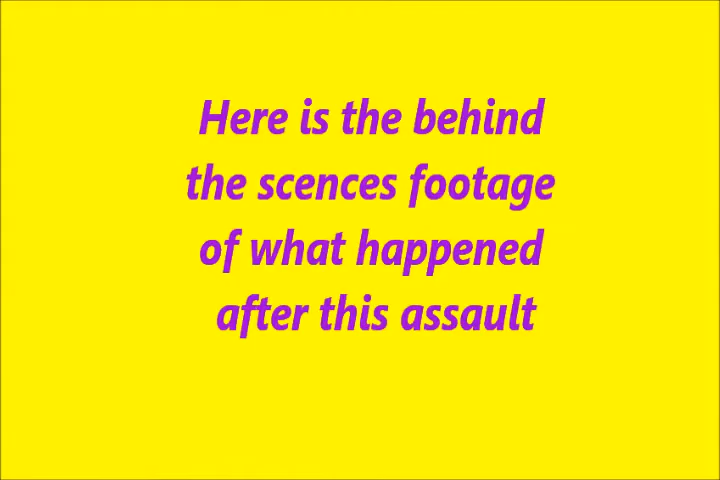 Here is the behind
the scences footage
of what happened
after this assault